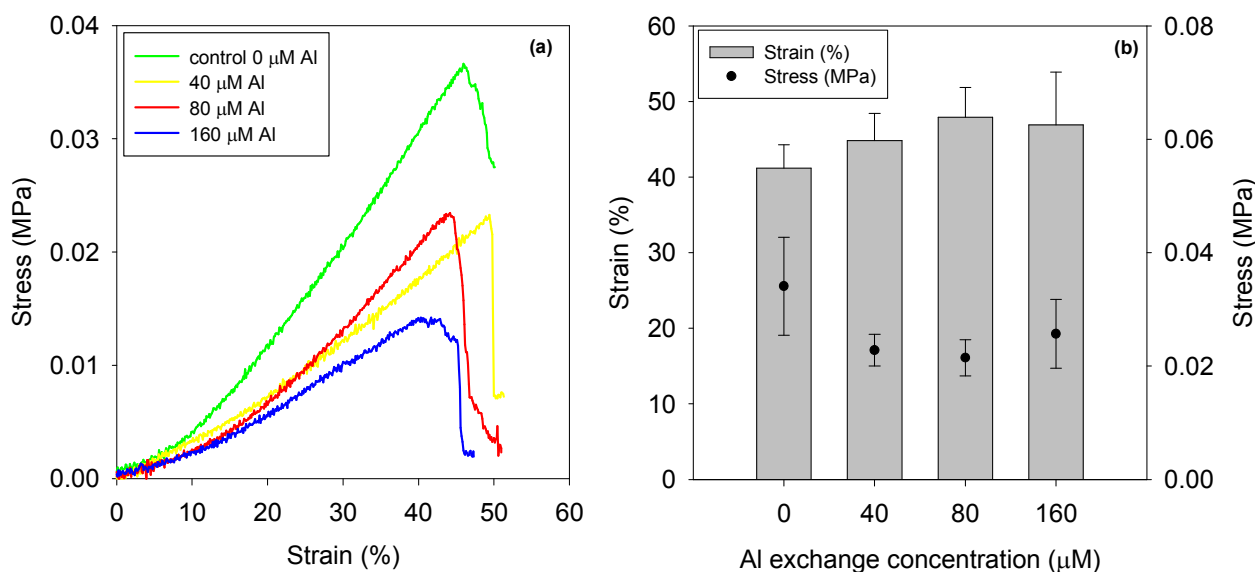 (a)
control 0 μM Al
40 μM Al
80 μM Al
160 μM Al
Stress (MPa)
0.04
0.03
0.02
0.01
0.00
0 10 20 30 40 50 60
Strain (%)
(b)
Strain (%)
Stress (MPa)
Strain (%)
60
50
40
30
20
10
0
0.08
0.06
0.04
0.02
0.00
Stress (MPa)
0 40 80 160
Al exchange concentration (μM)